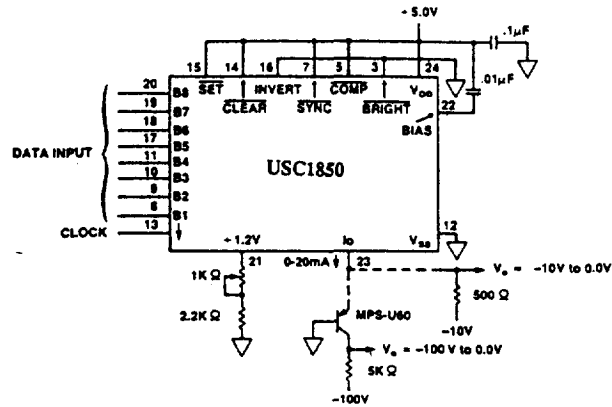 + 5.0V
.1μF
15 14 16 7 5 3 24
.01μF
SET INVERT COMP VDD
CLEAR SYNC BRIGHT
22
BIAS
20 B8
19 B7
18 B6
DATA INPUT
17 B5
11 B4
10 B3
9 B2
8 B1
CLOCK 13
USC1850
12
VSS
+ 1.2V
21
IO
0-20mA
23
1KΩ
2.2KΩ
MPS-U60
Vo = -10V to 0.0V
500 Ω
-10V
Vo = -100 V to 0.0V
5KΩ
-100V